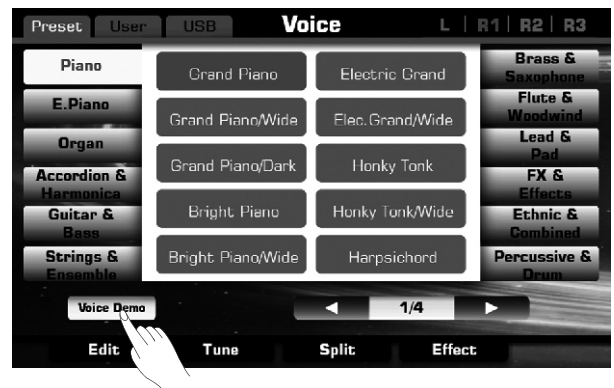 Preset User USB Voice L R1 R2 R3
Piano
E.Piano
Organ
Accordion &
Harmonica
Guitar &
Bass
Strings &
Ensemble
Grand Piano Electric Grand
Grand Piano/Wide Elec.Grand/Wide
Grand Piano/Dark Honky Tonk
Bright Piano Honky Tonk/Wide
Bright Piano/Wide Harpsichord
Brass &
Saxophone
Flute &
Woodwind
Lead &
Pad
FX &
Effects
Ethnic &
Combined
Percussive &
Drum
Voice Demo 1/4
Edit Tune Split Effect